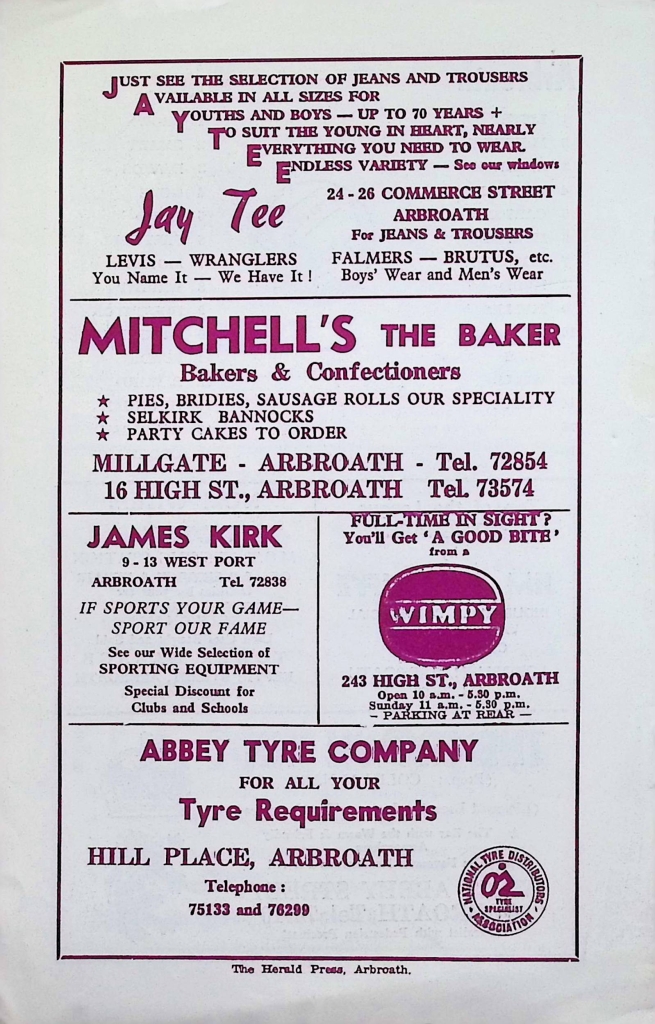 JUST SEE THE SELECTION OF JEANS AND TROUSERS
AVAILABLE IN ALL SIZES FOR
YOUTHS AND BOYS — UP TO 70 YEARS +
TO SUIT THE YOUNG IN HEART, NEARLY
EVERYTHING YOU NEED TO WEAR
ENDLESS VARIETY — See our windows
Jay Tee
24 - 26 COMMERCE STREET
ARBROATH
For JEANS & TROUSERS
LEVIS — WRANGLERS
You Name It — We Have It !
FALMERS — BRUTUS, etc.
Boys' Wear and Men's Wear
MITCHELL'S THE BAKER
Bakers & Confectioners
★ PIES, BRIDIES, SAUSAGE ROLLS OUR SPECIALITY
★ SELKIRK BANNOCKS
★ PARTY CAKES TO ORDER
MILLGATE - ARBROATH - Tel. 72854
16 HIGH ST., ARBROATH Tel. 73574
JAMES KIRK
9 - 13 WEST PORT
ARBROATH Tel. 72838
IF SPORTS YOUR GAME—
SPORT OUR FAME
See our Wide Selection of
SPORTING EQUIPMENT
Special Discount for
Clubs and Schools
FULL-TIME IN SIGHT?
You'll Get 'A GOOD BITE'
from a
WIMPY
243 HIGH ST., ARBROATH
Open 10 a.m. - 5.30 p.m.
Sunday 11 a.m. - 5.30 p.m.
— PARKING AT REAR —
ABBEY TYRE COMPANY
FOR ALL YOUR
Tyre Requirements
HILL PLACE, ARBROATH
Telephone :
75133 and 76299
NATIONAL TYRE DISTRIBUTORS
TYRE
SPECIALIST
ASSOCIATION
The Herald Press, Arbroath.